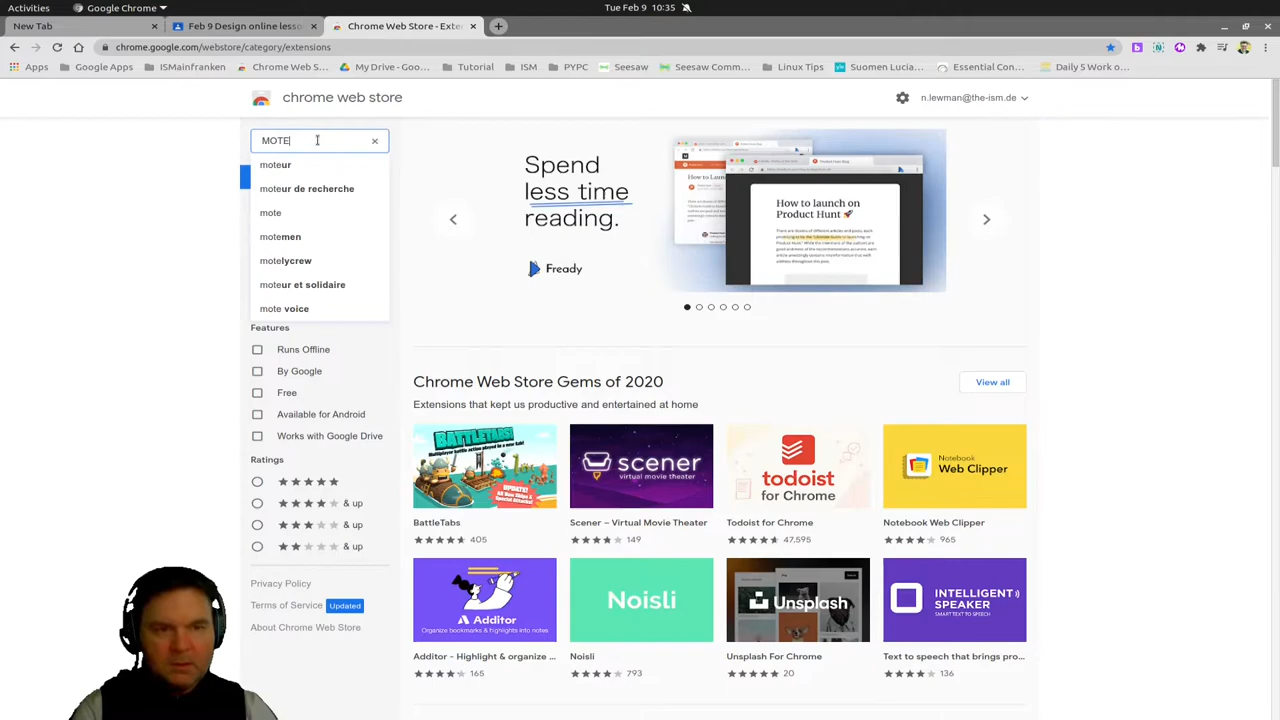 Activities
Google Chrome
Tue Feb 9 10:35
New Tab
Feb 9 Design online lesso
Chrome Web Store - Exte
chrome.google.com/webstore/category/extensions
Apps
Google Apps
ISMainfranken
Chrome Web S...
My Drive - Goo...
Tutorial
ISM
PYPC
Seesaw
Seesaw Comm...
Linux Tips
Suomen Lucia...
Essential Con...
Daily 5 Work o...
chrome web store
n.lewman@the-ism.de
MOTE
moteur
moteur de recherche
mote
motemen
motelycrew
moteur et solidaire
mote voice
Features
Runs Offline
By Google
Free
Available for Android
Works with Google Drive
Ratings
& up
& up
& up
Privacy Policy
Terms of Service Updated
About Chrome Web Store
Spend
less time
reading.
Fready
How to launch on
Product Hunt
Chrome Web Store Gems of 2020
View all
Extensions that kept us productive and entertained at home
BATTLETABS
scener
virtual movie theater
todoist
for Chrome
Notebook
Web Clipper
BattleTabs
405
Scener – Virtual Movie Theater
149
Todoist for Chrome
47,595
Notebook Web Clipper
965
Additor
Organize bookmarks & highlights into notes
Noisli
Unsplash
INTELLIGENT
SPEAKER
SMART TEXT TO SPEECH
Additor - Highlight & organize ...
165
Noisli
793
Unsplash For Chrome
20
Text to speech that brings pro...
136